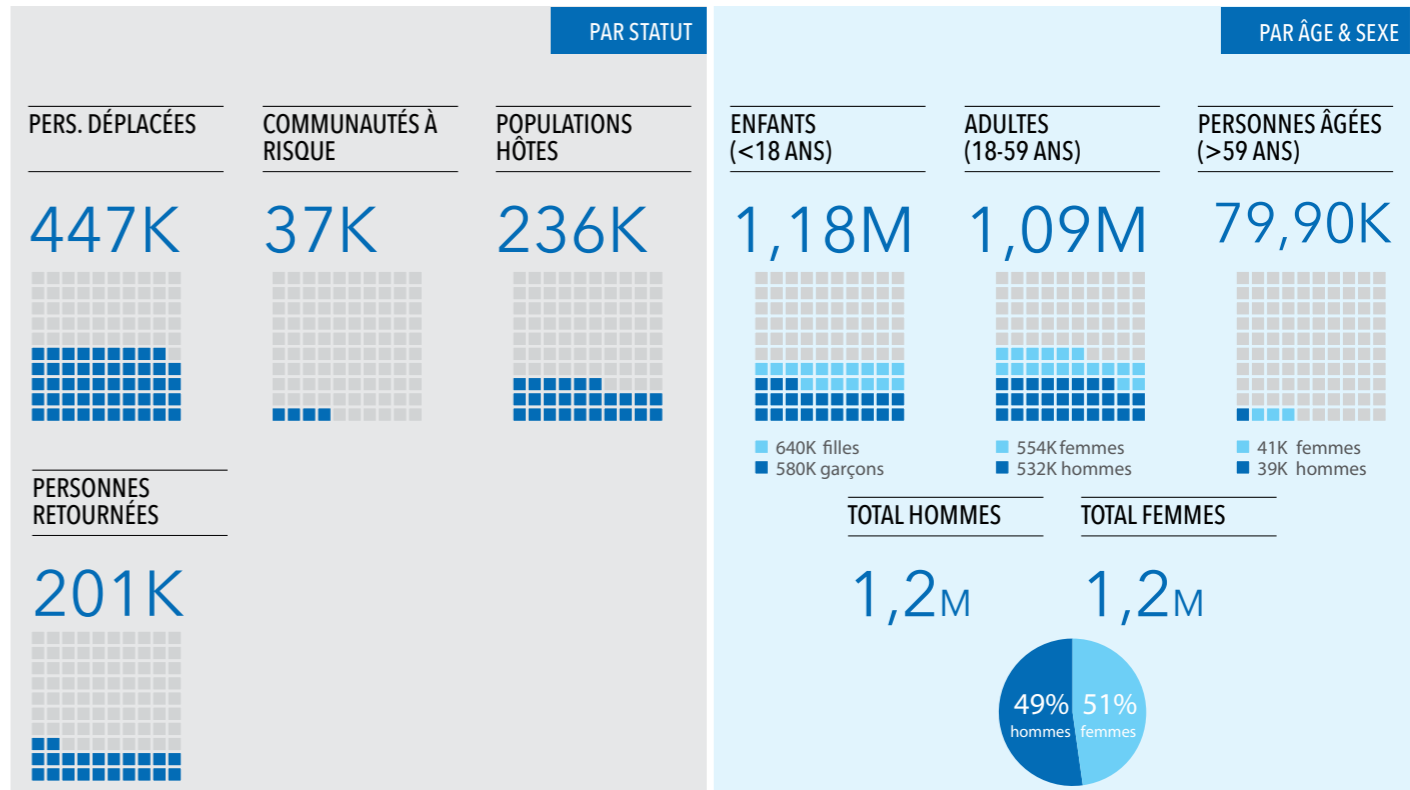 PAR STATUT
PERS. DÉPLACÉES
447K
COMMUNAUTÉS À
RISQUE
37K
POPULATIONS
HÔTES
236K
PERSONNES
RETOURNÉES
201K
PAR ÂGE & SEXE
ENFANTS
(<18 ANS)
1,18M
640K filles
580K garçons
ADULTES
(18-59 ANS)
1,09M
554K femmes
532K hommes
PERSONNES ÂGÉES
(>59 ANS)
79,90K
41K femmes
39K hommes
TOTAL HOMMES
1,2M
TOTAL FEMMES
1,2M
49%
hommes
51%
femmes